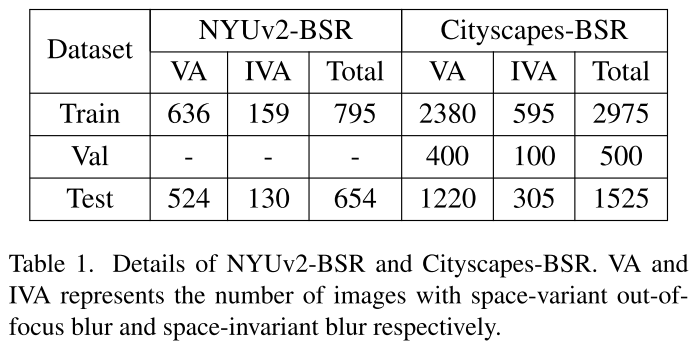 Dataset NYUv2-BSR Cityscapes-BSR
VA IVA Total VA IVA Total
Train 636 159 795 2380 595 2975
Val - - - 400 100 500
Test 524 130 654 1220 305 1525
Table 1. Details of NYUv2-BSR and Cityscapes-BSR. VA and
IVA represents the number of images with space-variant out-of-
focus blur and space-invariant blur respectively.